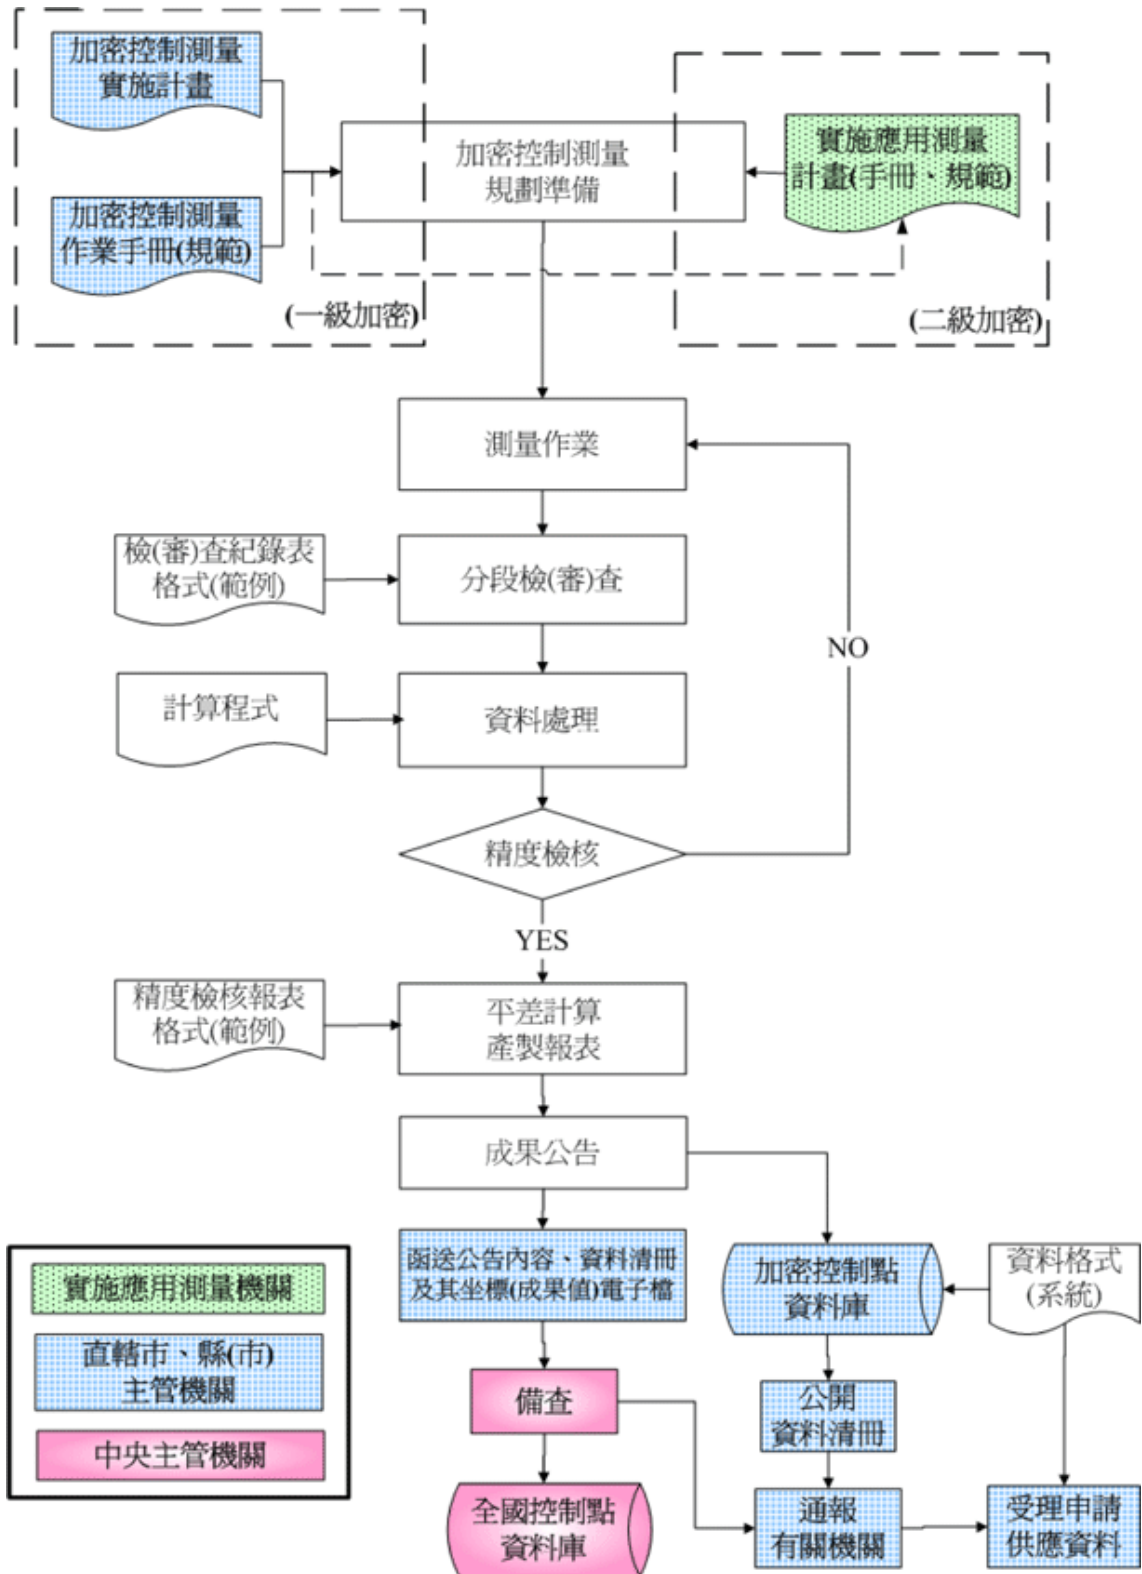 加密控制測量
實施計畫
加密控制測量
作業手冊(規範)
(一級加密)
加密控制測量
規劃準備
實施應用測量
計畫(手冊、規範)
(二級加密)
測量作業
檢(審)查紀錄表
格式(範例)
分段檢(審)查
NO
計算程式
資料處理
精度檢核
YES
精度檢核報表
格式(範例)
平差計算
產製報表
成果公告
函送公告內容、資料清冊
及其坐標(成果值)電子檔
加密控制點
資料庫
資料格式
(系統)
實施應用測量機關
直轄市、縣(市)
主管機關
中央主管機關
備查
公開
資料清冊
全國控制點
資料庫
通報
有關機關
受理申請
供應資料